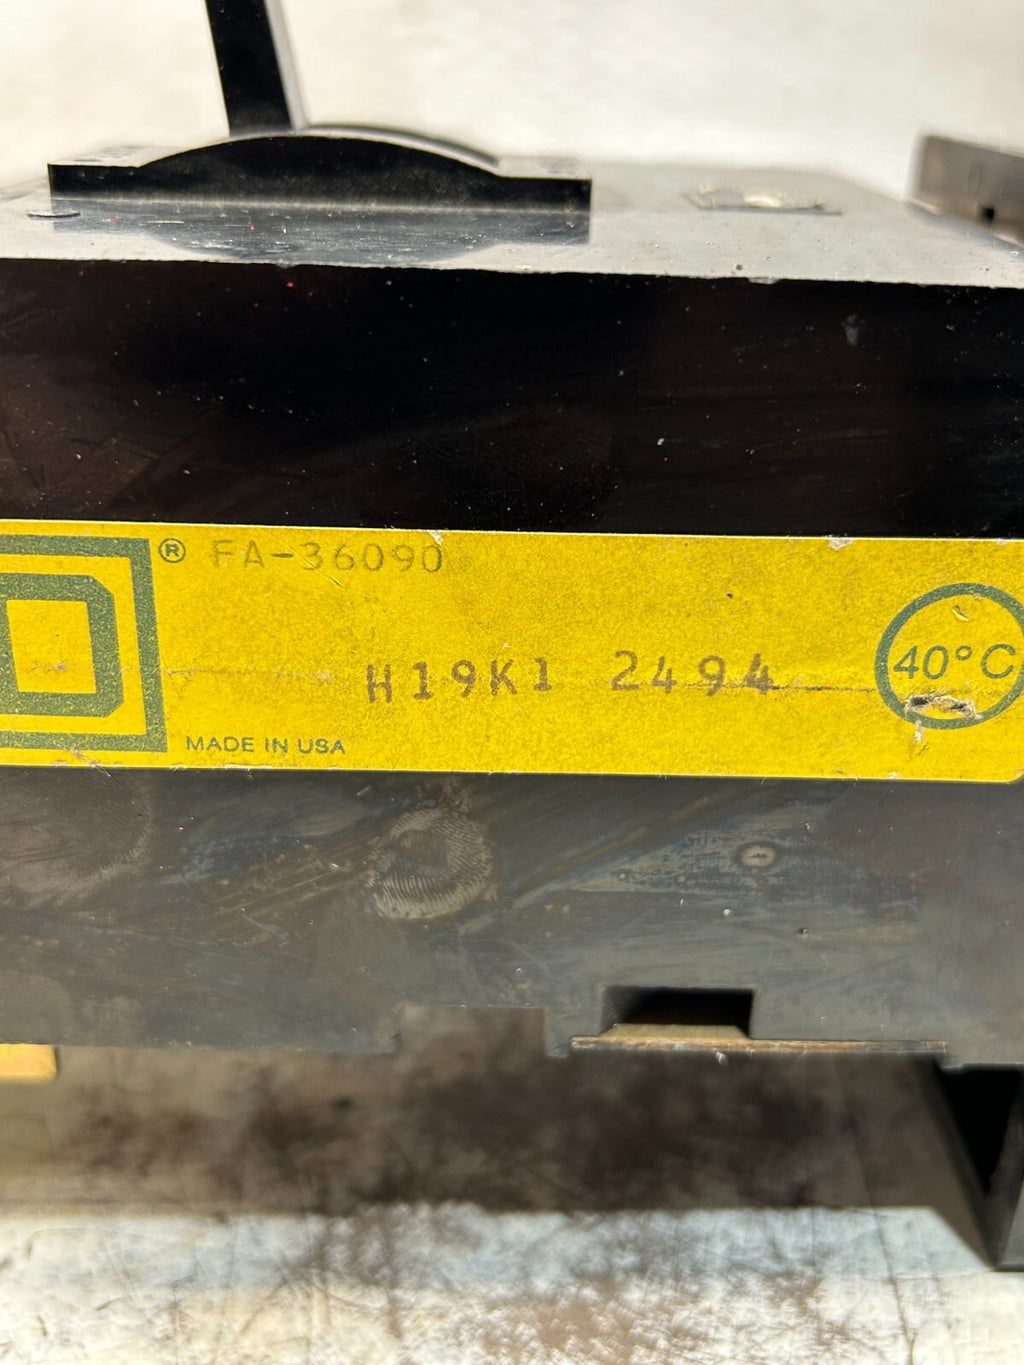 D ® FA-36090
H19K1 2494
40°C
MADE IN USA